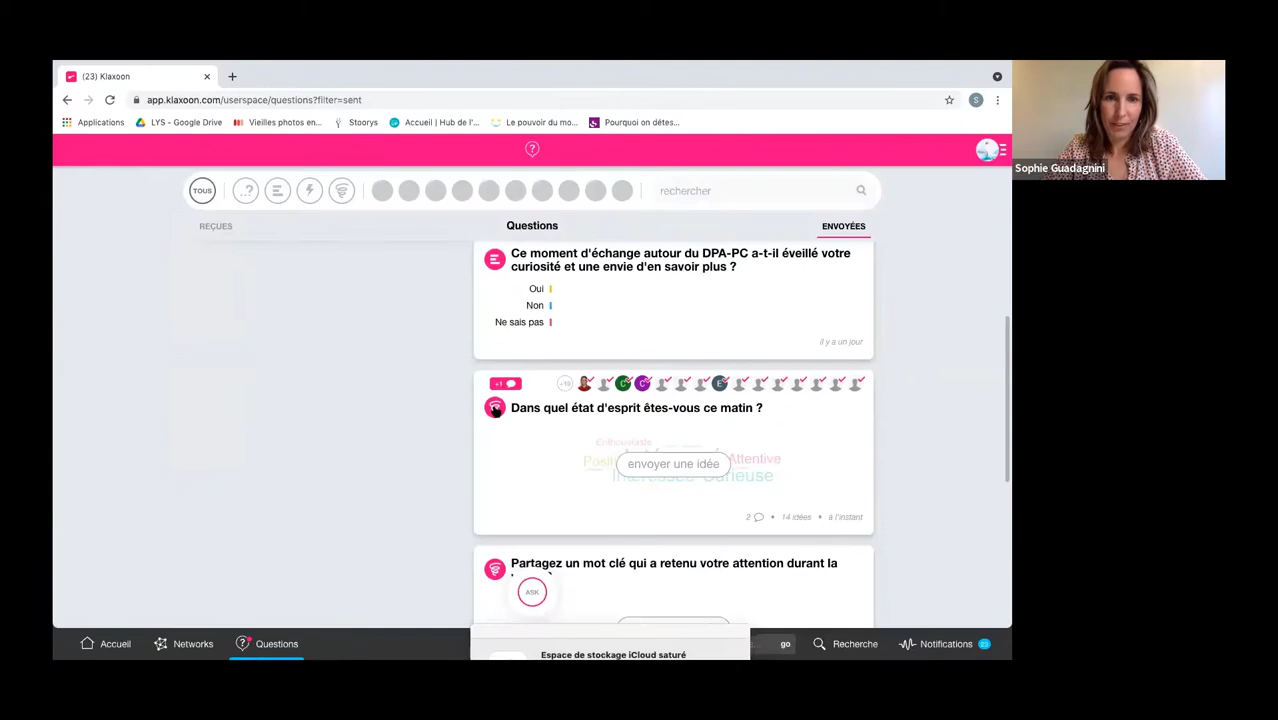 (23) Klaxoon
app.klaxoon.com/userspace/questions?filter=sent
Applications
LYS - Google Drive
Vieilles photos en...
Stoorys
Accueil | Hub de l'...
Le pouvoir du mo...
Pourquoi on détes...
S
TOUS
..?
rechercher
REÇUES
Questions
ENVOYÉES
Ce moment d'échange autour du DPA-PC a-t-il éveillé votre
curiosité et une envie d'en savoir plus ?
Oui
Non
Ne sais pas
il y a un jour
+1
+19
C
C
E
Dans quel état d'esprit êtes-vous ce matin ?
Enthousiaste
Attentive
envoyer une idée
2
14 idées
à l'instant
Partagez un mot clé qui a retenu votre attention durant la
ASK
Accueil
Networks
Questions
go
Recherche
Notifications
23
Espace de stockage iCloud saturé
Sophie Guadagnini